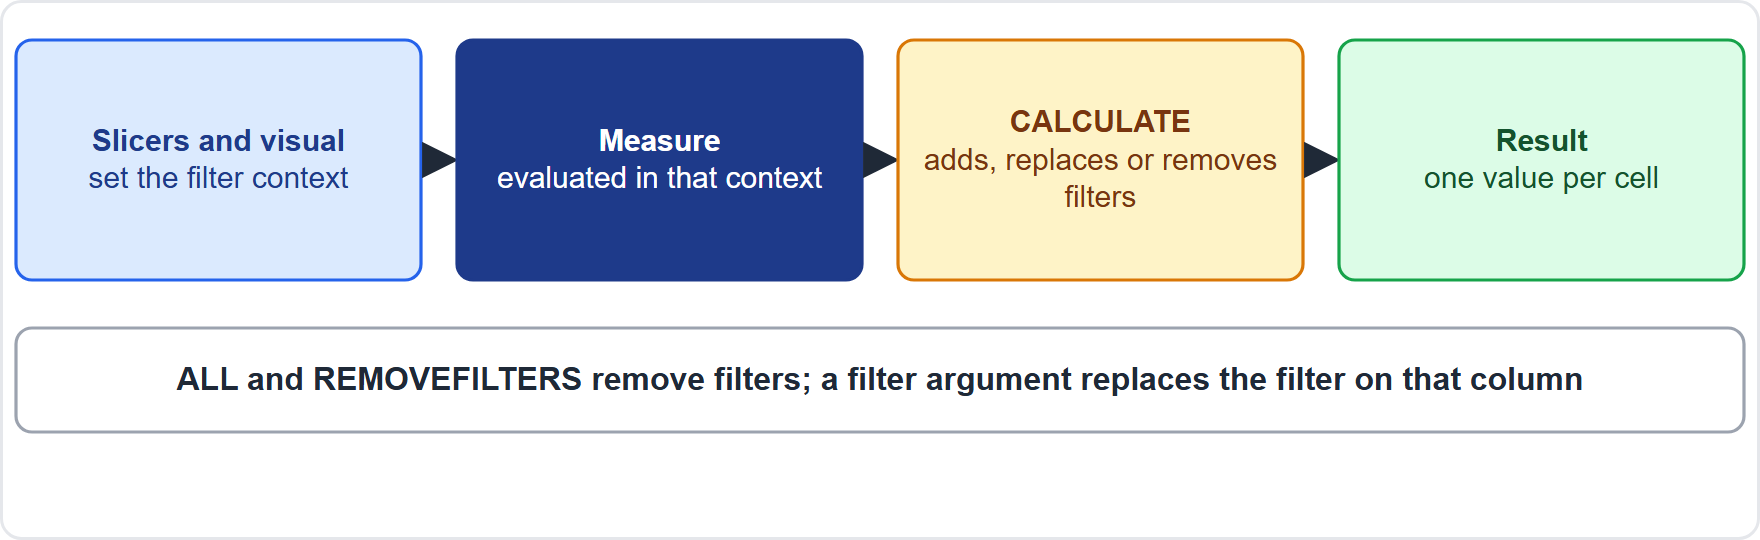 Slicers and visual
set the filter context
Measure
evaluated in that context
CALCULATE
adds, replaces or removes
filters
Result
one value per cell
ALL and REMOVEFILTERS remove filters; a filter argument replaces the filter on that column